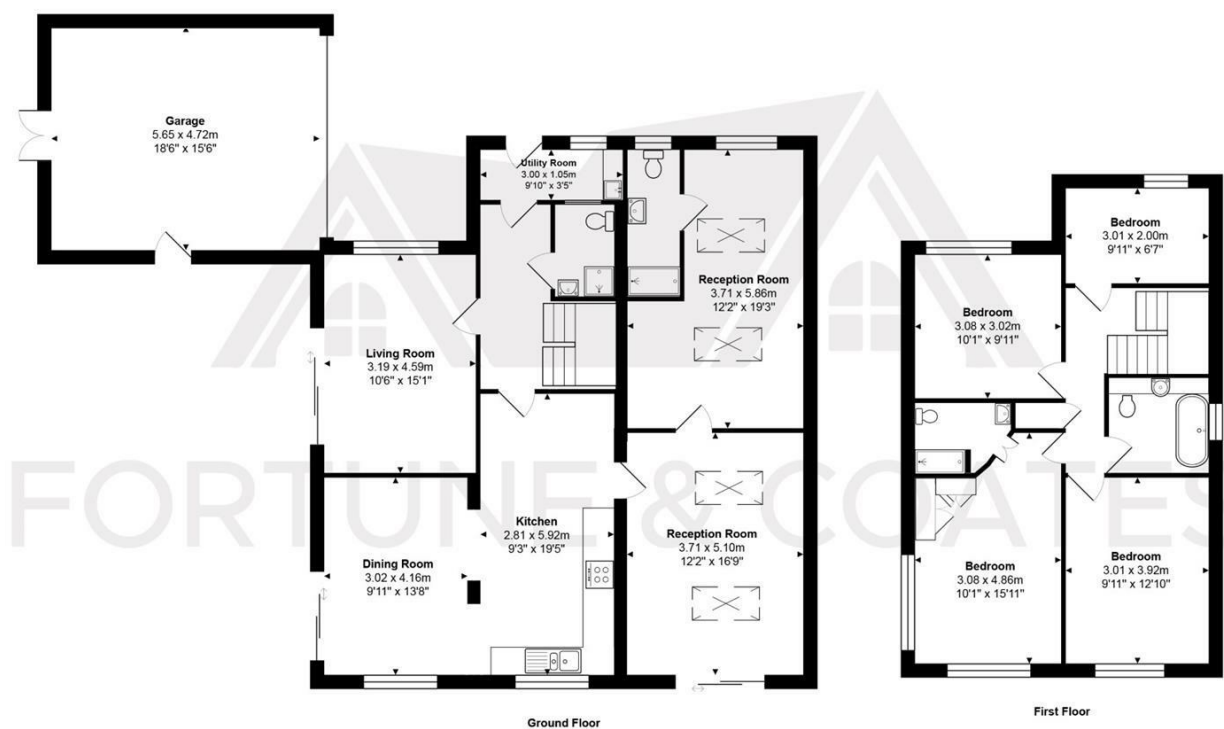 Garage
5.65 x 4.72m
18'6" x 15'6"
Utility Room
3.00 x 1.05m
9'10" x 3'5"
Reception Room
3.71 x 5.86m
12'2" x 19'3"
Living Room
3.19 x 4.59m
10'6" x 15'1"
Kitchen
2.81 x 5.92m
9'3" x 19'5"
Dining Room
3.02 x 4.16m
9'11" x 13'8"
Reception Room
3.71 x 5.10m
12'2" x 16'9"
Ground Floor
Bedroom
3.01 x 2.00m
9'11" x 6'7"
Bedroom
3.08 x 3.02m
10'1" x 9'11"
Bedroom
3.08 x 4.86m
10'1" x 15'11"
Bedroom
3.01 x 3.92m
9'11" x 12'10"
First Floor
FORTUNE & COATES